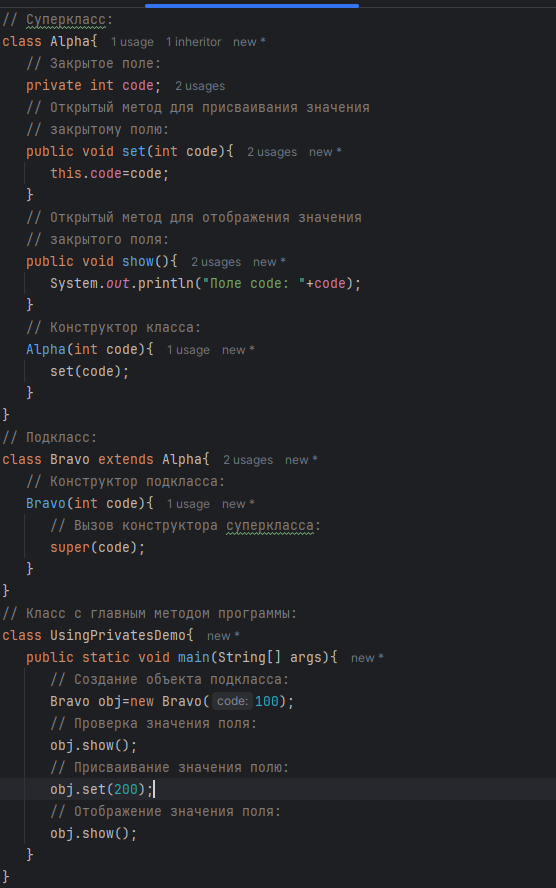 // Суперкласс:
class Alpha{  1 usage  1 inheritor  new *
   // Закрытое поле:
   private int code;  2 usages
   // Открытый метод для присваивания значения
   // закрытому полю:
   public void set(int code){  2 usages  new *
      this.code=code;
   }
   // Открытый метод для отображения значения
   // закрытого поля:
   public void show(){  2 usages  new *
      System.out.println("Поле code: "+code);
   }
   // Конструктор класса:
   Alpha(int code){  1 usage  new *
      set(code);
   }
}
// Подкласс:
class Bravo extends Alpha{  2 usages  new *
   // Конструктор подкласса:
   Bravo(int code){  1 usage  new *
      // Вызов конструктора суперкласса:
      super(code);
   }
}
// Класс с главным методом программы:
class UsingPrivatesDemo{  new *
   public static void main(String[] args){  new *
      // Создание объекта подкласса:
      Bravo obj=new Bravo( code: 100);
      // Проверка значения поля:
      obj.show();
      // Присваивание значения полю:
      obj.set(200);
      // Отображение значения поля:
      obj.show();
   }
}